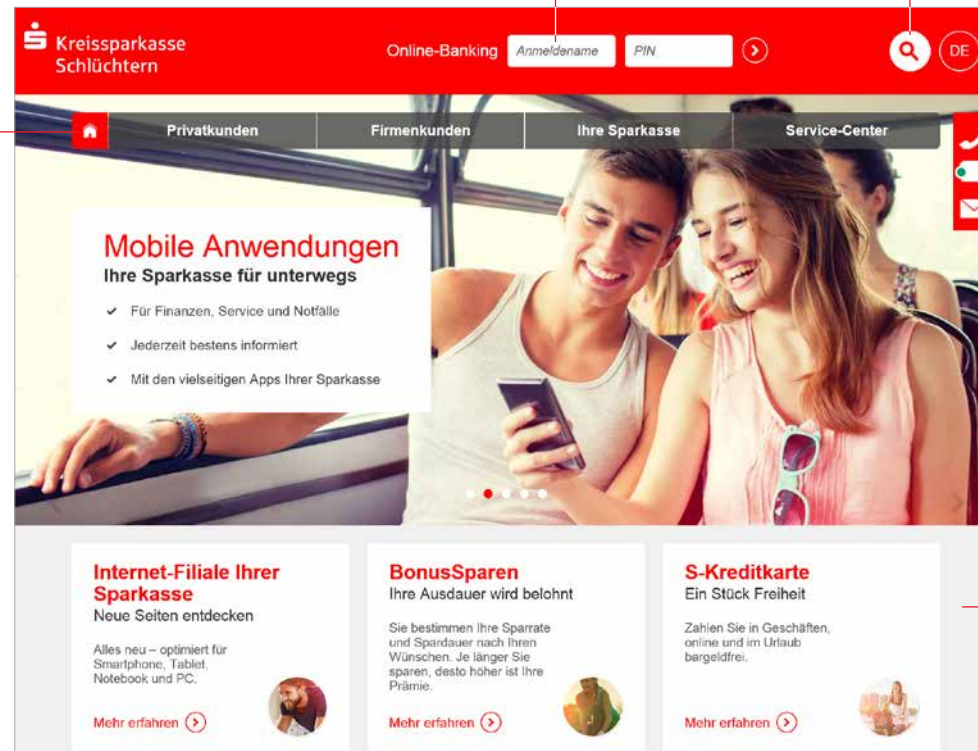 Kreissparkasse
Schlüchtern
Online-Banking
Anmeldename
PIN
DE
Privatkunden
Firmenkunden
Ihre Sparkasse
Service-Center
Mobile Anwendungen
Ihre Sparkasse für unterwegs
Für Finanzen, Service und Notfälle
Jederzeit bestens informiert
Mit den vielseitigen Apps Ihrer Sparkasse
Internet-Filiale Ihrer
Sparkasse
Neue Seiten entdecken
Alles neu – optimiert für
Smartphone, Tablet,
Notebook und PC.
Mehr erfahren
BonusSparen
Ihre Ausdauer wird belohnt
Sie bestimmen Ihre Sparrate
und Spardauer nach Ihren
Wünschen. Je länger Sie
sparen, desto höher ist Ihre
Prämie.
Mehr erfahren
S-Kreditkarte
Ein Stück Freiheit
Zahlen Sie in Geschäften,
online und im Urlaub
bargeldfrei.
Mehr erfahren